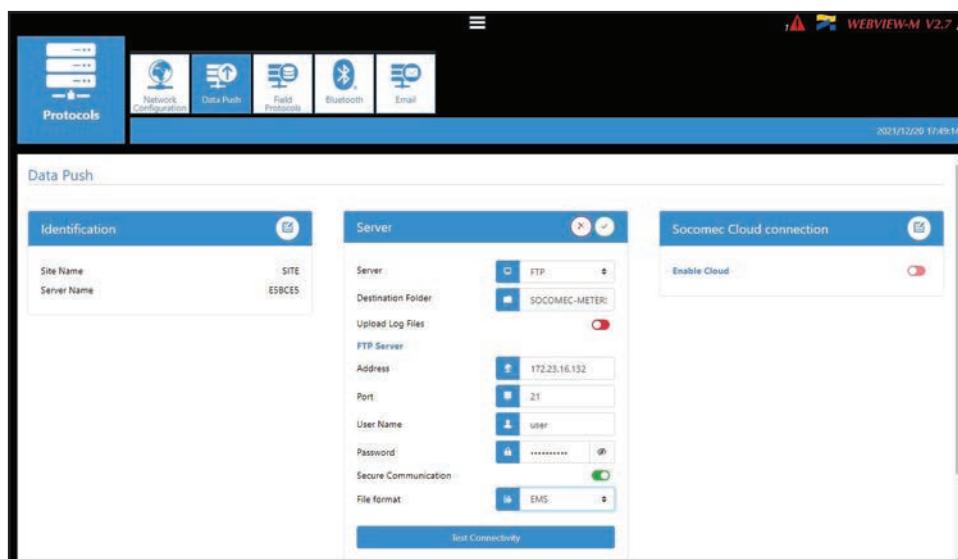 1 WEBVIEW-M V2.7
Protocols
Network Configuration
Data Push
Field Protocols
Bluetooth
Email
2021/12/20 17:49:14
Data Push
Identification
Site Name SITE
Server Name ESBCE5
Server
Server FTP
Destination Folder SOCOMEC-METER
Upload Log Files
FTP Server
Address 172.23.16.132
Port 21
User Name user
Password ••••••••••
Secure Communication
File format EMS
Test Connectivity
Socomec Cloud connection
Enable Cloud